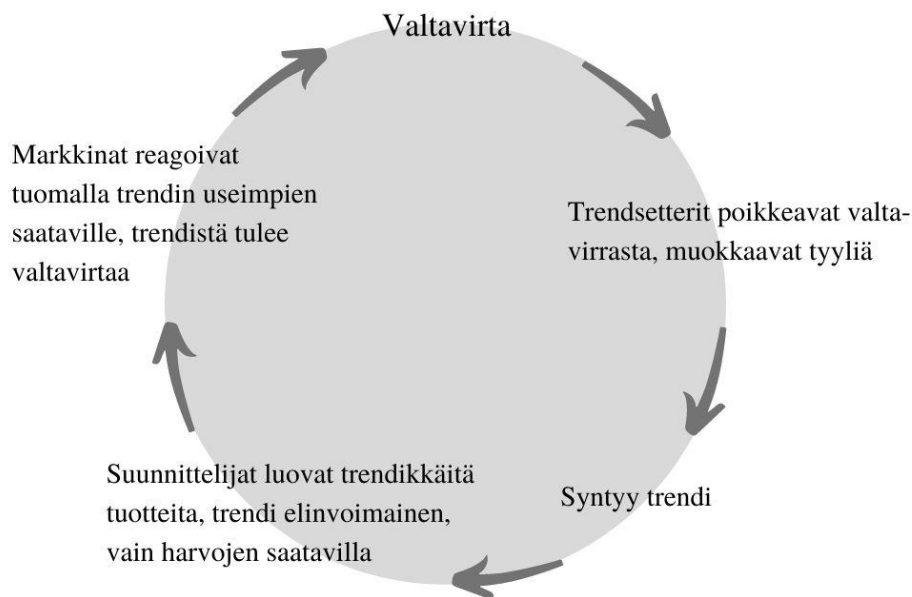 Valtavirta
Trendsetterit poikkeavat valta-
virrasta, muokkaavat tyyliä
Syntyy trendi
Suunnittelijat luovat trendikkäitä
tuotteita, trendi elinvoimainen,
vain harvojen saatavilla
Markkinat reagoivat
tuomalla trendin useimpien
saataville, trendistä tulee
valtavirtaa